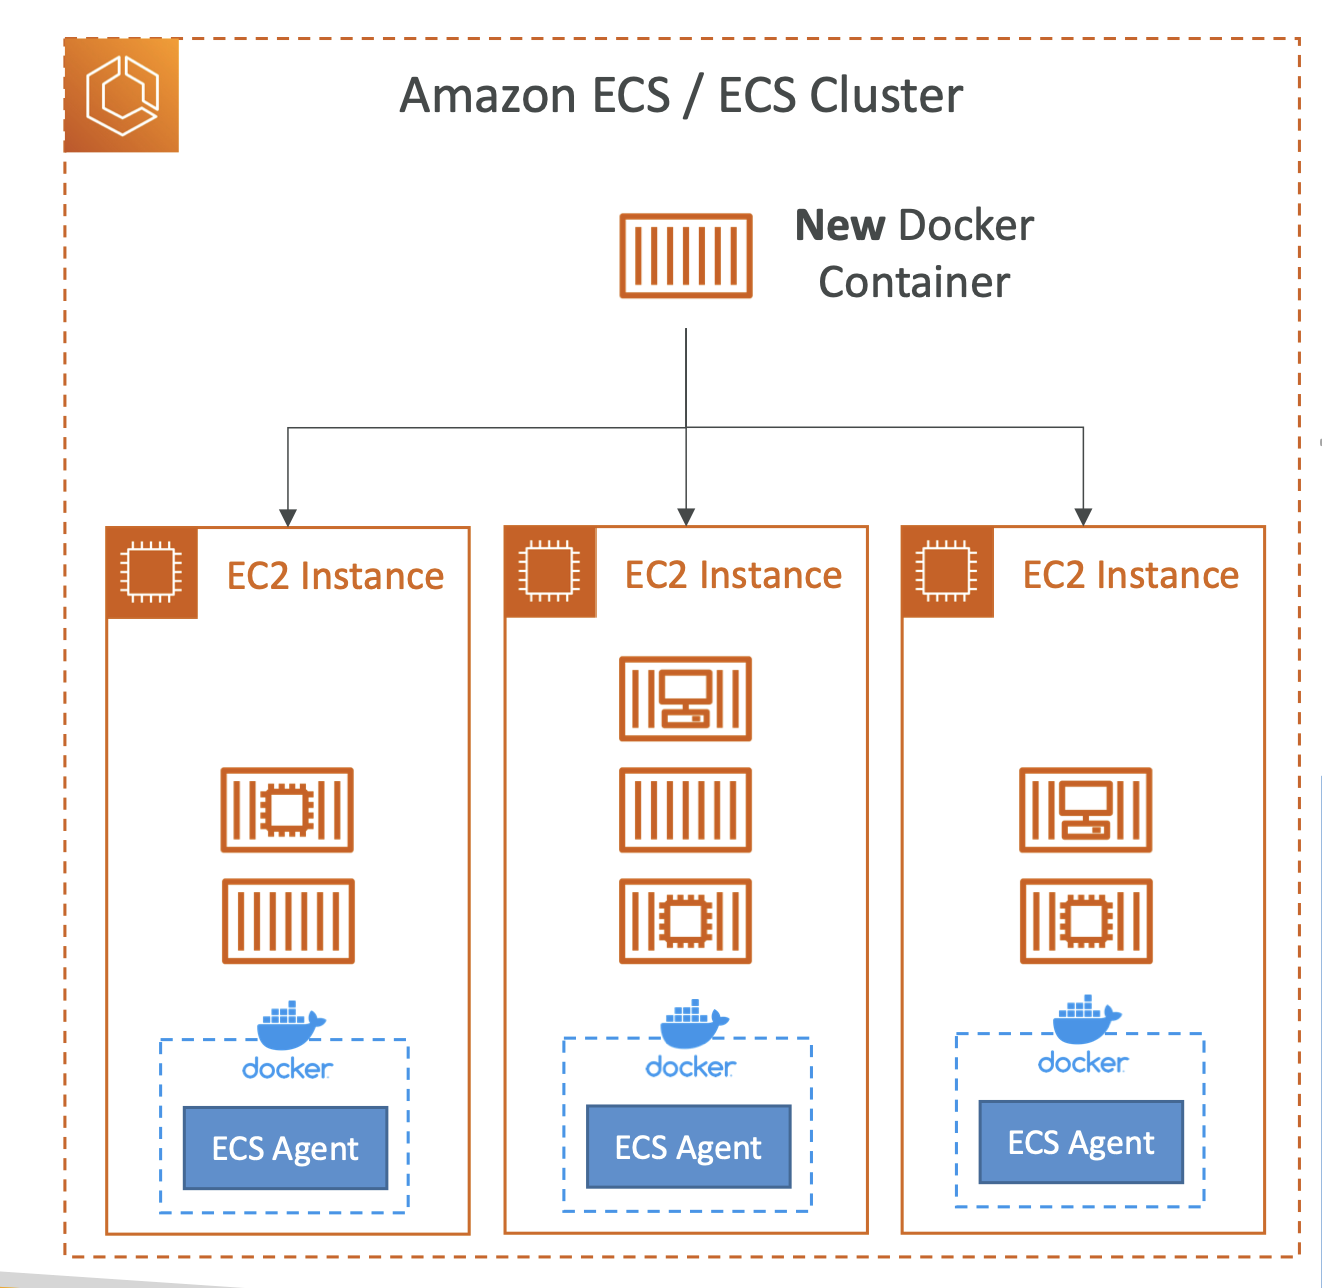 Amazon ECS / ECS Cluster
New Docker
Container
EC2 Instance
EC2 Instance
EC2 Instance
docker
ECS Agent
docker
ECS Agent
docker
ECS Agent